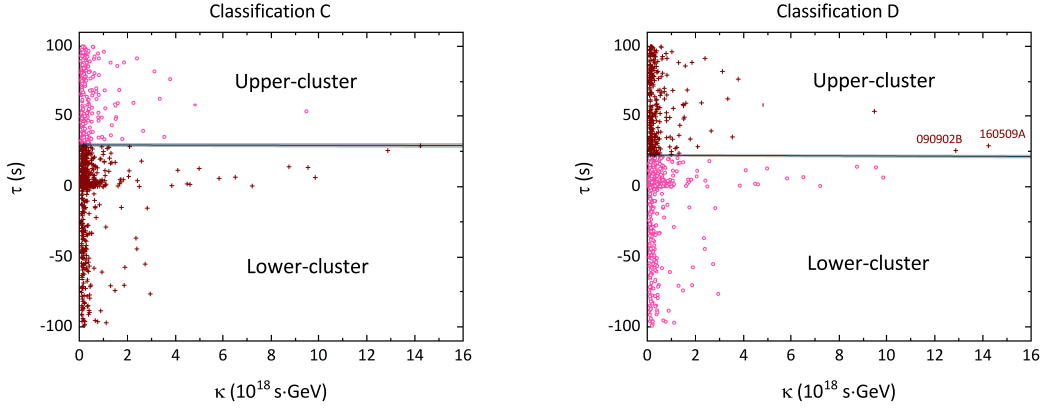 Classification C
100
50
0
-50
-100
τ (s)
Upper-cluster
Lower-cluster
0 2 4 6 8 10 12 14 16
κ (10¹⁸ s·GeV)
Classification D
100
50
0
-50
-100
τ (s)
Upper-cluster
090902B
160509A
Lower-cluster
0 2 4 6 8 10 12 14 16
κ (10¹⁸ s·GeV)